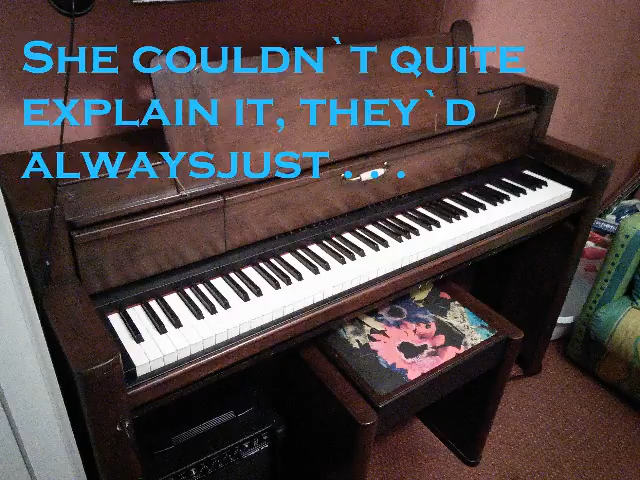 She couldn`t quite
explain it, they`d
alwaysjust . . .